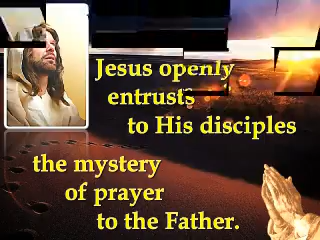 Jesus openly
entrusts
to His disciples
the mystery
of prayer
to the Father.